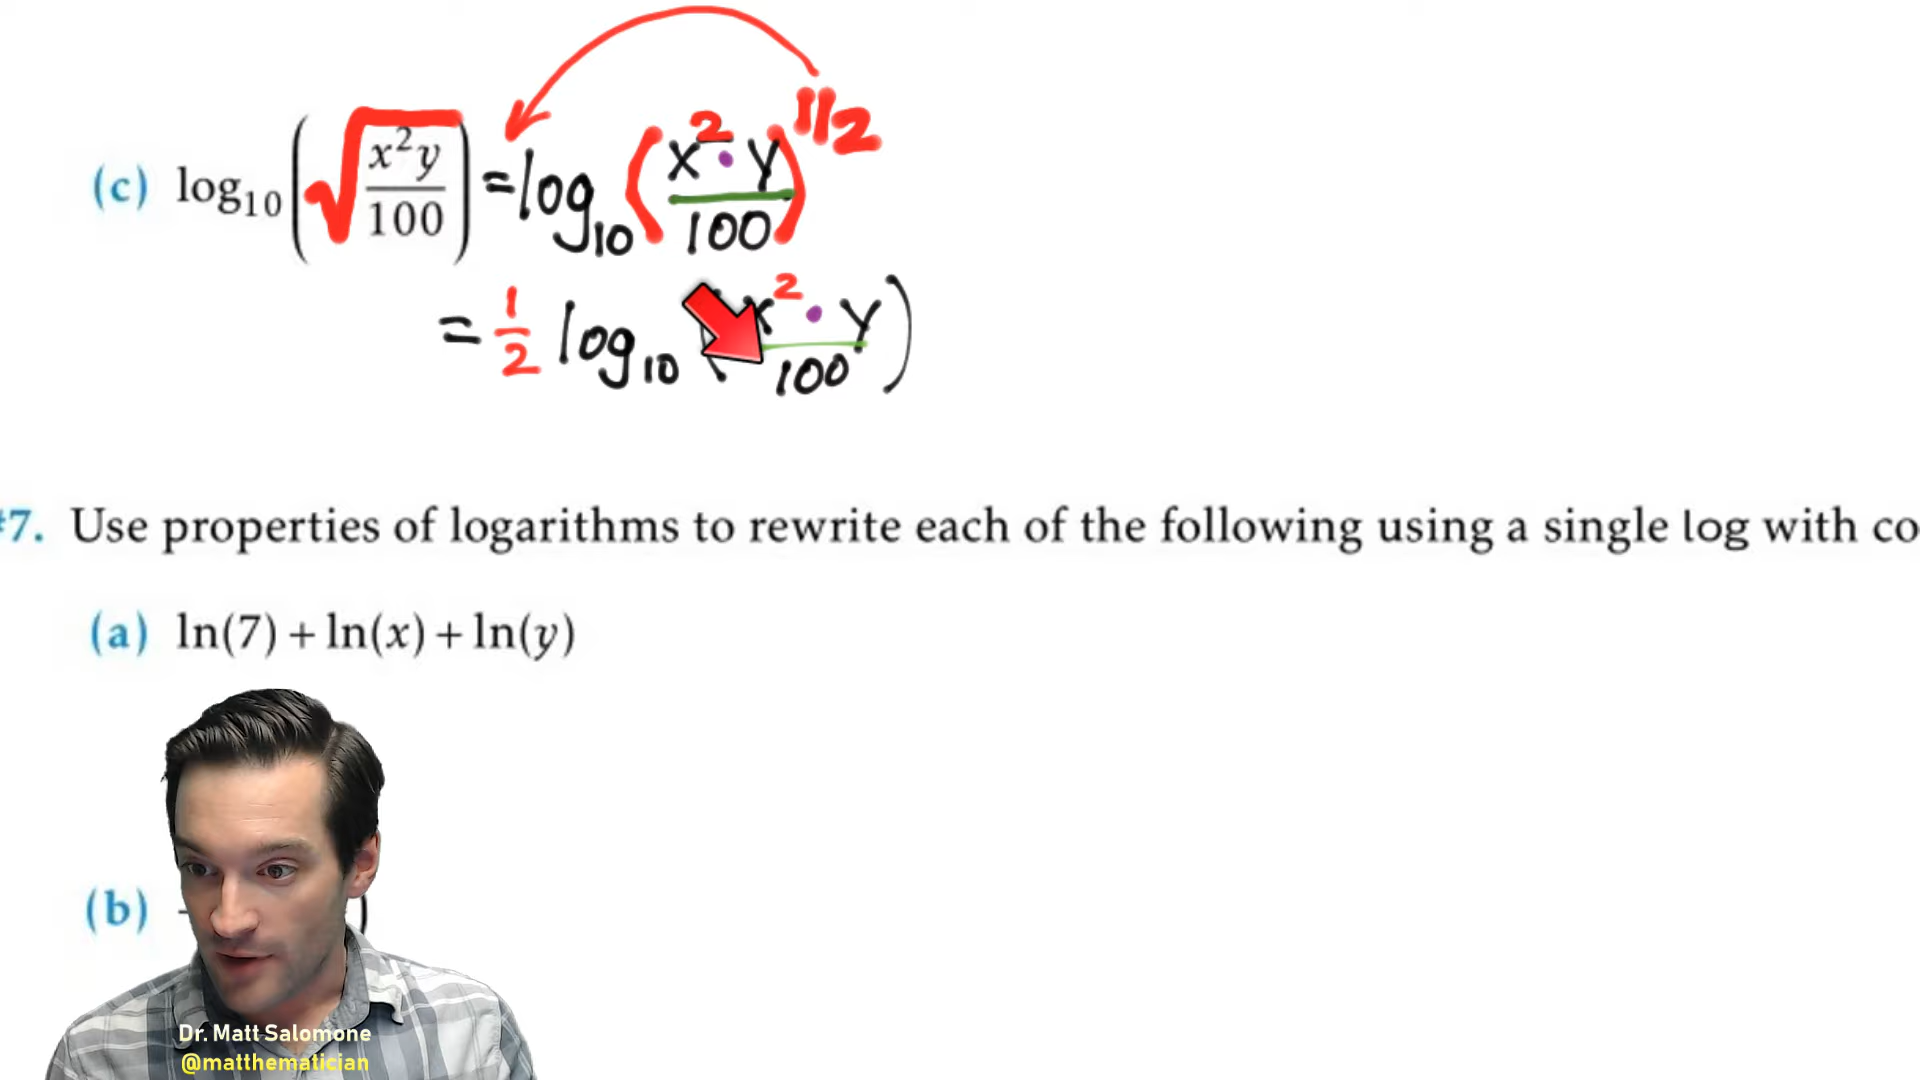 (c) log₁₀(√(x²y/100)) = log₁₀(x²·y/100)^1/2
= 1/2 log₁₀(x²·y/100)
#7. Use properties of logarithms to rewrite each of the following using a single log with co
(a) ln(7) + ln(x) + ln(y)
(b) )
Dr. Matt Salomone
@matthematician